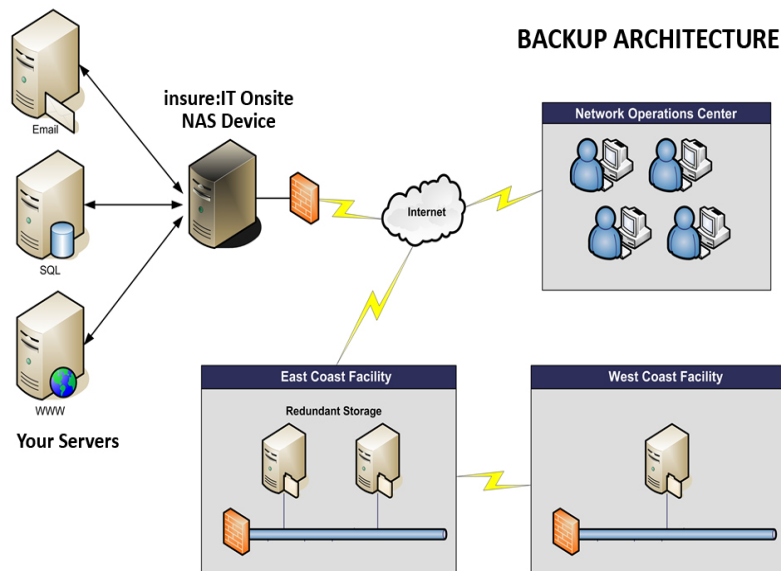 BACKUP ARCHITECTURE
insure:IT Onsite
NAS Device
Email
Network Operations Center
Internet
SQL
East Coast Facility
West Coast Facility
Redundant Storage
WWW
Your Servers